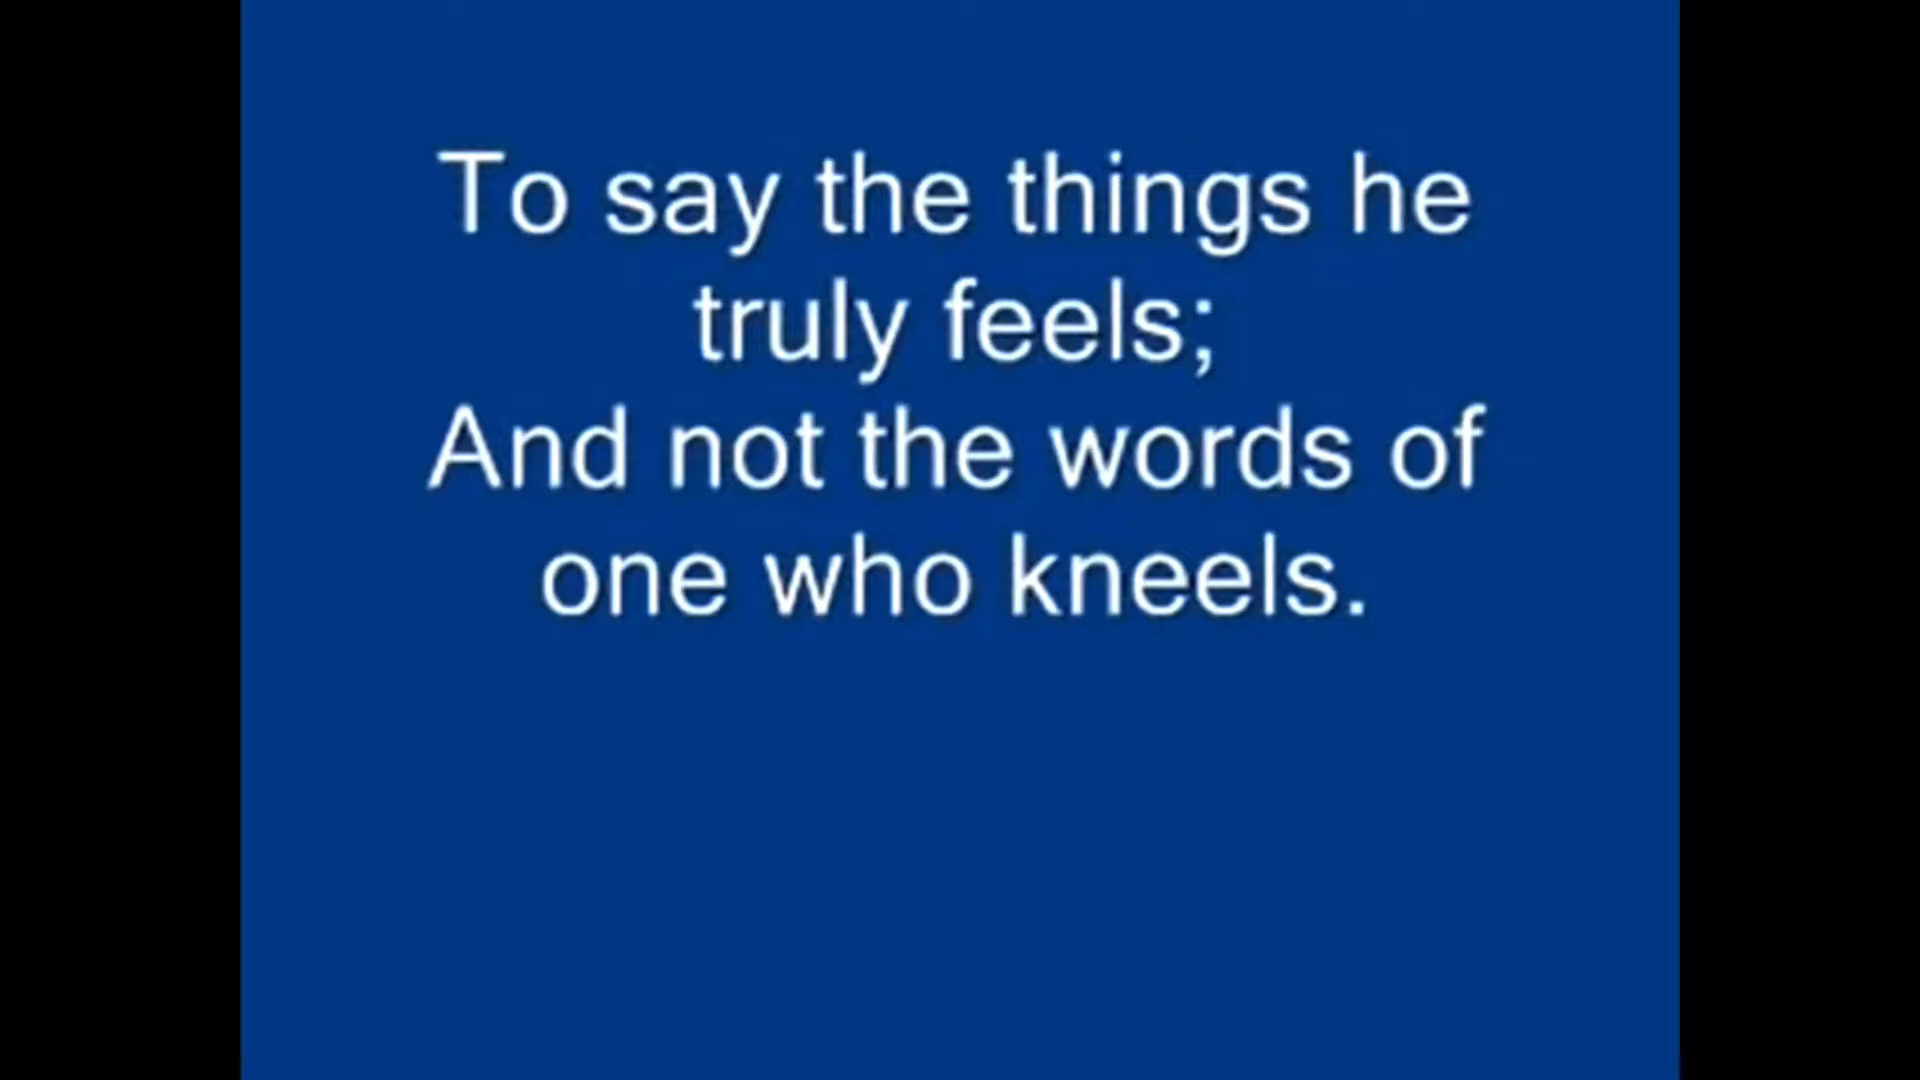 To say the things he
truly feels;
And not the words of
one who kneels.